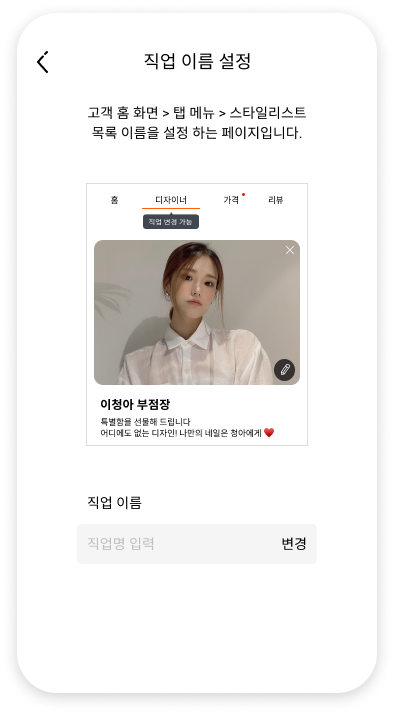 직업 이름 설정
고객 홈 화면 > 탭 메뉴 > 스타일리스트
목록 이름을 설정 하는 페이지입니다.
홈 디자이너 가격 리뷰
직업 변경 가능
이청아 부점장
특별함을 선물해 드립니다
어디에도 없는 디자인! 나만의 네일은 청아에게 ♥
직업 이름
직업명 입력 변경